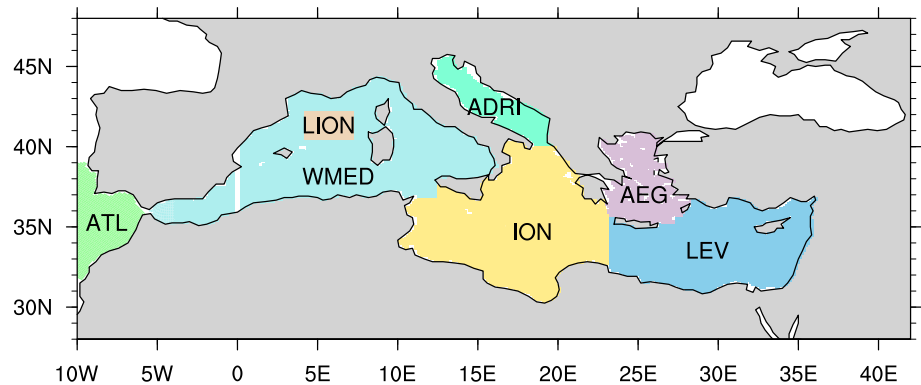 45N
ADRI
LION
40N
WMED
AEG
ATL
35N
ION
LEV
30N
10W 5W 0 5E 10E 15E 20E 25E 30E 35E 40E